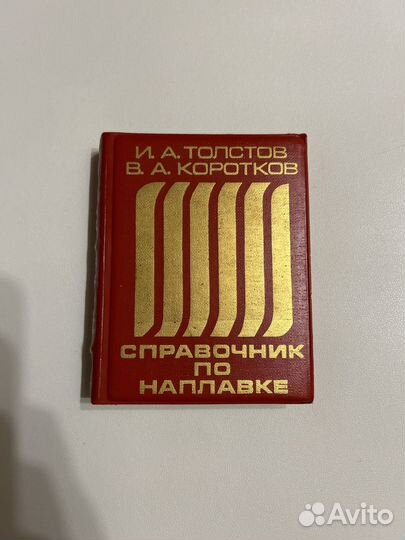 И. А. ТОЛСТОВ
В. А. КОРОТКОВ
СПРАВОЧНИК
ПО
НАПЛАВКЕ
Avito